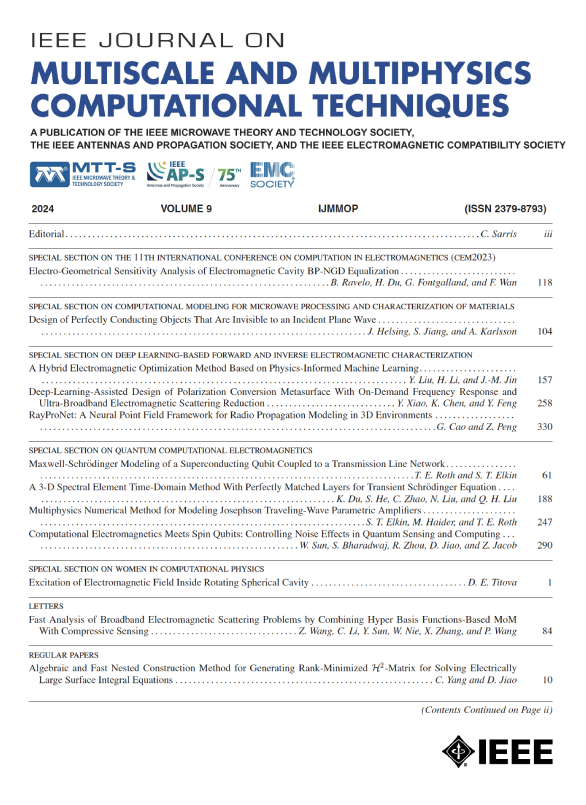 IEEE JOURNAL ON
MULTISCALE AND MULTIPHYSICS
COMPUTATIONAL TECHNIQUES
A PUBLICATION OF THE IEEE MICROWAVE THEORY AND TECHNOLOGY SOCIETY,
THE IEEE ANTENNAS AND PROPAGATION SOCIETY, AND THE IEEE ELECTROMAGNETIC COMPATIBILITY SOCIETY
MTT-S
IEEE MICROWAVE THEORY &
TECHNOLOGY SOCIETY
IEEE
AP-S
Antennas and Propagation Society
75TH
Anniversary
EMC
SOCIETY
2024 VOLUME 9 IJMMOP (ISSN 2379-8793)
Editorial ........ C. Sarris iii
SPECIAL SECTION ON THE 11TH INTERNATIONAL CONFERENCE ON COMPUTATION IN ELECTROMAGNETICS (CEM2023)
Electro-Geometrical Sensitivity Analysis of Electromagnetic Cavity BP-NGD Equalization ........
........ B. Ravelo, H. Du, G. Fontgalland, and F. Wan 118
SPECIAL SECTION ON COMPUTATIONAL MODELING FOR MICROWAVE PROCESSING AND CHARACTERIZATION OF MATERIALS
Design of Perfectly Conducting Objects That Are Invisible to an Incident Plane Wave ........
........ J. Helsing, S. Jiang, and A. Karlsson 104
SPECIAL SECTION ON DEEP LEARNING-BASED FORWARD AND INVERSE ELECTROMAGNETIC CHARACTERIZATION
A Hybrid Electromagnetic Optimization Method Based on Physics-Informed Machine Learning ........
........ Y. Liu, H. Li, and J.-M. Jin 157
Deep-Learning-Assisted Design of Polarization Conversion Metasurface With On-Demand Frequency Response and
Ultra-Broadband Electromagnetic Scattering Reduction ........ Y. Xiao, K. Chen, and Y. Feng 258
RayProNet: A Neural Point Field Framework for Radio Propagation Modeling in 3D Environments ........
........ G. Cao and Z. Peng 330
SPECIAL SECTION ON QUANTUM COMPUTATIONAL ELECTROMAGNETICS
Maxwell-Schrödinger Modeling of a Superconducting Qubit Coupled to a Transmission Line Network ........
........ T. E. Roth and S. T. Elkin 61
A 3-D Spectral Element Time-Domain Method With Perfectly Matched Layers for Transient Schrödinger Equation ....
........ K. Du, S. He, C. Zhao, N. Liu, and Q. H. Liu 188
Multiphysics Numerical Method for Modeling Josephson Traveling-Wave Parametric Amplifiers ........
........ S. T. Elkin, M. Haider, and T. E. Roth 247
Computational Electromagnetics Meets Spin Qubits: Controlling Noise Effects in Quantum Sensing and Computing ...
........ W. Sun, S. Bharadwaj, R. Zhou, D. Jiao, and Z. Jacob 290
SPECIAL SECTION ON WOMEN IN COMPUTATIONAL PHYSICS
Excitation of Electromagnetic Field Inside Rotating Spherical Cavity ........ D. E. Titova 1
LETTERS
Fast Analysis of Broadband Electromagnetic Scattering Problems by Combining Hyper Basis Functions-Based MoM
With Compressive Sensing ........ Z. Wang, C. Li, Y. Sun, W. Nie, X. Zhang, and P. Wang 84
REGULAR PAPERS
Algebraic and Fast Nested Construction Method for Generating Rank-Minimized H²-Matrix for Solving Electrically
Large Surface Integral Equations ........ C. Yang and D. Jiao 10
(Contents Continued on Page ii)
IEEE